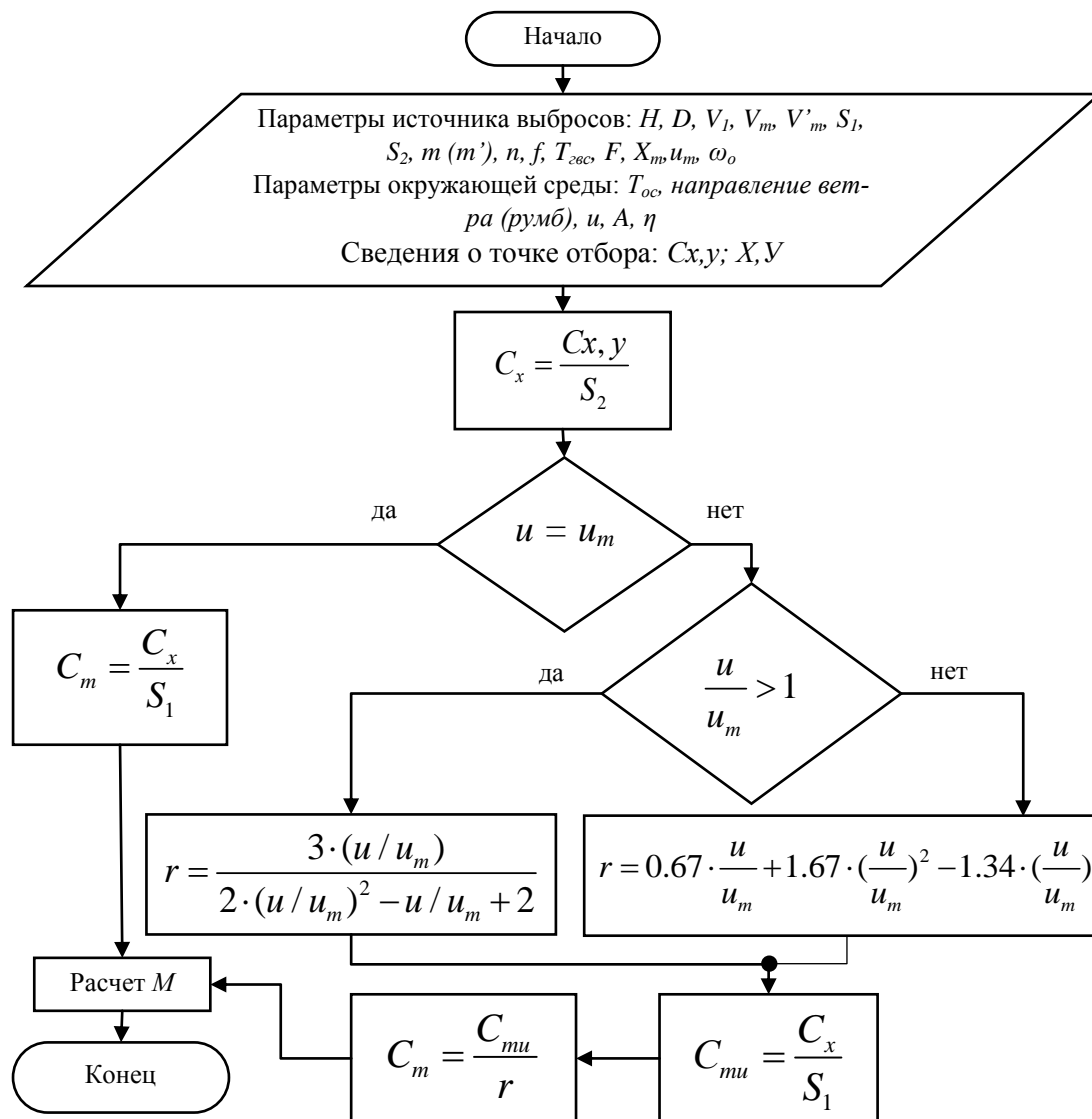 Начало
Параметры источника выбросов: H, D, V₁, Vₘ, V’ₘ, S₁,
S₂, m (m’), n, f, Tгвс, F, Xₘ,uₘ, ωₒ
Параметры окружающей среды: Tос, направление вет-
ра (румб), u, A, η
Сведения о точке отбора: Сх,у; Х,У
Cₓ = Cx, y / S₂
u = uₘ
да
нет
Cₘ = Cₓ / S₁
u / uₘ > 1
да
нет
r = 3·(u / uₘ) / 2·(u / uₘ)² − u / uₘ + 2
r = 0.67· u/uₘ +1.67·(u/uₘ)² −1.34·(u/uₘ)
Расчет M
Cₘ = Cₘᵤ / r
Cₘᵤ = Cₓ / S₁
Конец